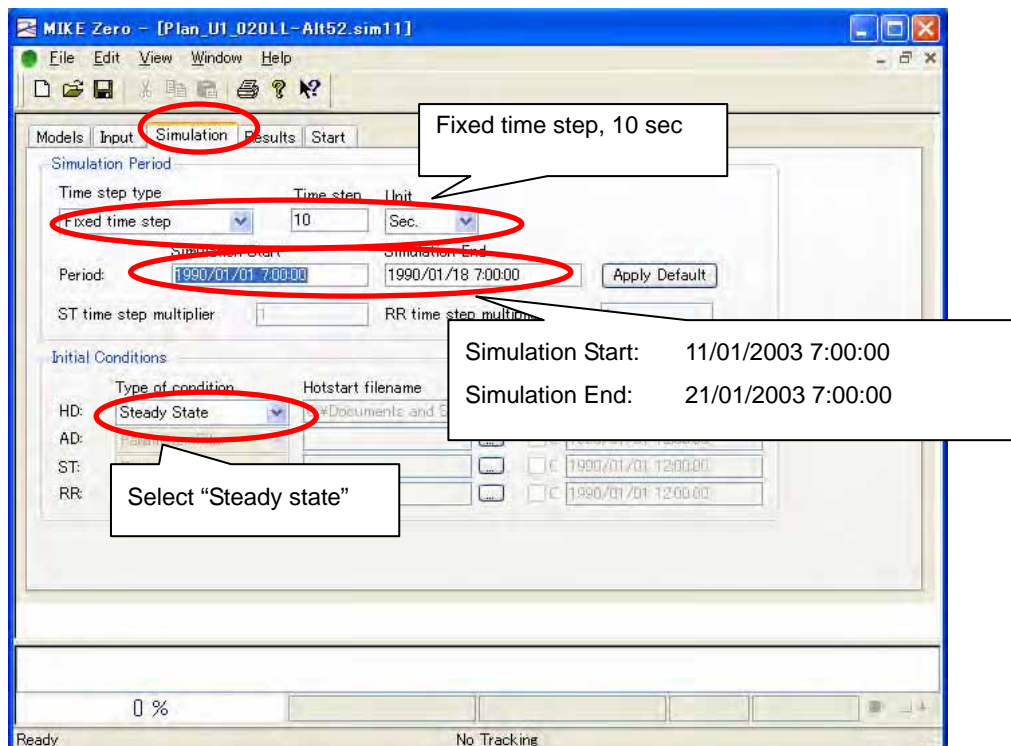 MIKE Zero - [Plan_U1_020LL-Alt52.sim11]
File Edit View Window Help
Models Input Simulation Results Start
Fixed time step, 10 sec
Simulation Period
Time step type Time step Unit
Fixed time step 10 Sec.
Simulation Start Simulation End
Period: 1990/01/01 7:00:00 1990/01/18 7:00:00 Apply Default
ST time step multiplier 1 RR time step
Simulation Start: 11/01/2003 7:00:00
Simulation End: 21/01/2003 7:00:00
Initial Conditions
Type of condition Hotstart filename
HD: Steady State
AD:
ST: ... C 1990/01/01 12:00:00
RR: ... C 1990/01/01 12:00:00
Select “Steady state”
0 %
Ready No Tracking